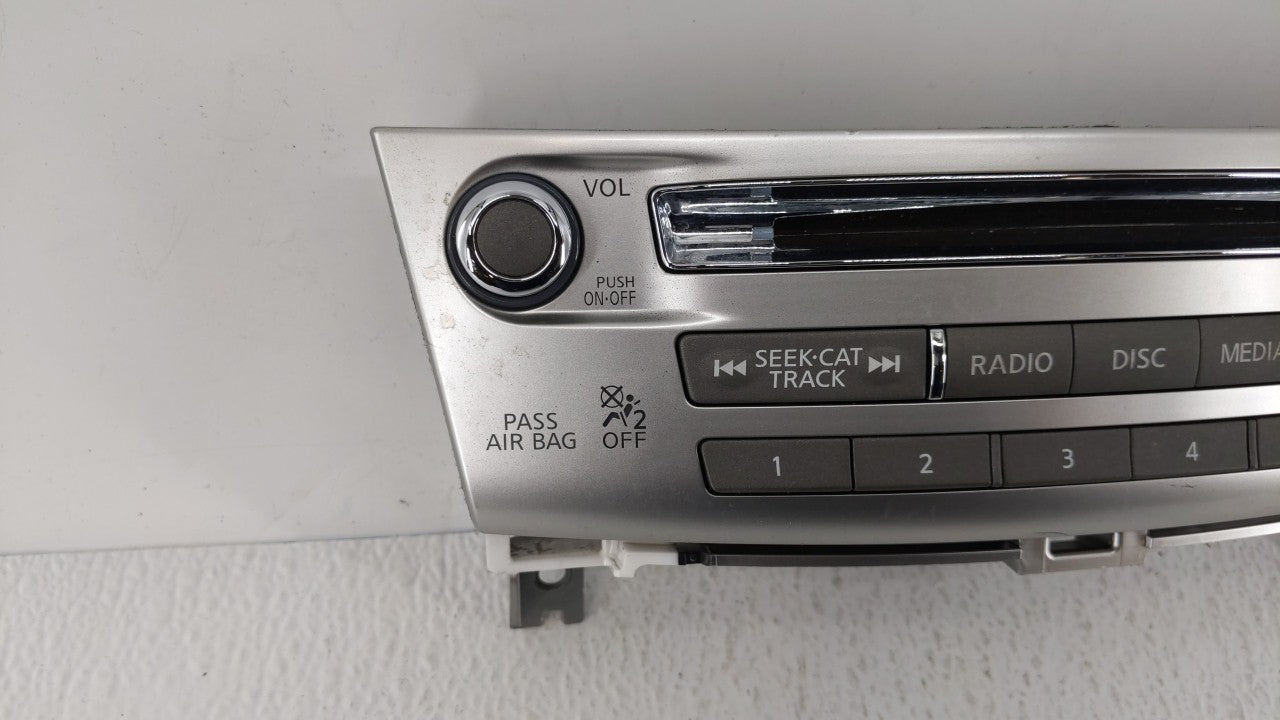 VOL
PUSH
ON·OFF
SEEK·CAT
TRACK
RADIO
DISC
MEDIA
PASS
AIR BAG
2
OFF
1
2
3
4